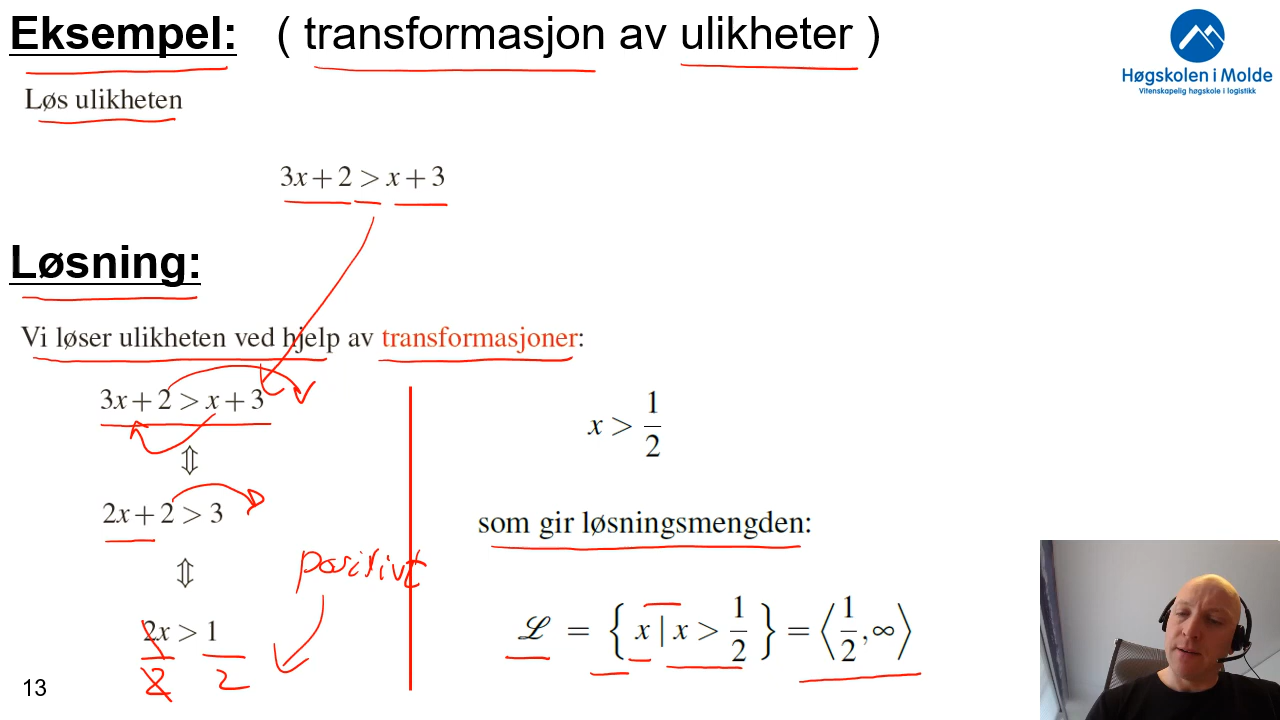 Eksempel: ( transformasjon av ulikheter )
Høgskolen i Molde
Vitenskapelig høgskole i logistikk
Løs ulikheten
3x + 2 > x + 3
Løsning:
Vi løser ulikheten ved hjelp av transformasjoner:
3x + 2 > x + 3
⇕
2x + 2 > 3
⇕
positivt
2x > 1
2 2
x > 1/2
som gir løsningsmengden:
ℒ = { x | x > 1/2 } = ⟨ 1/2 , ∞ ⟩
13